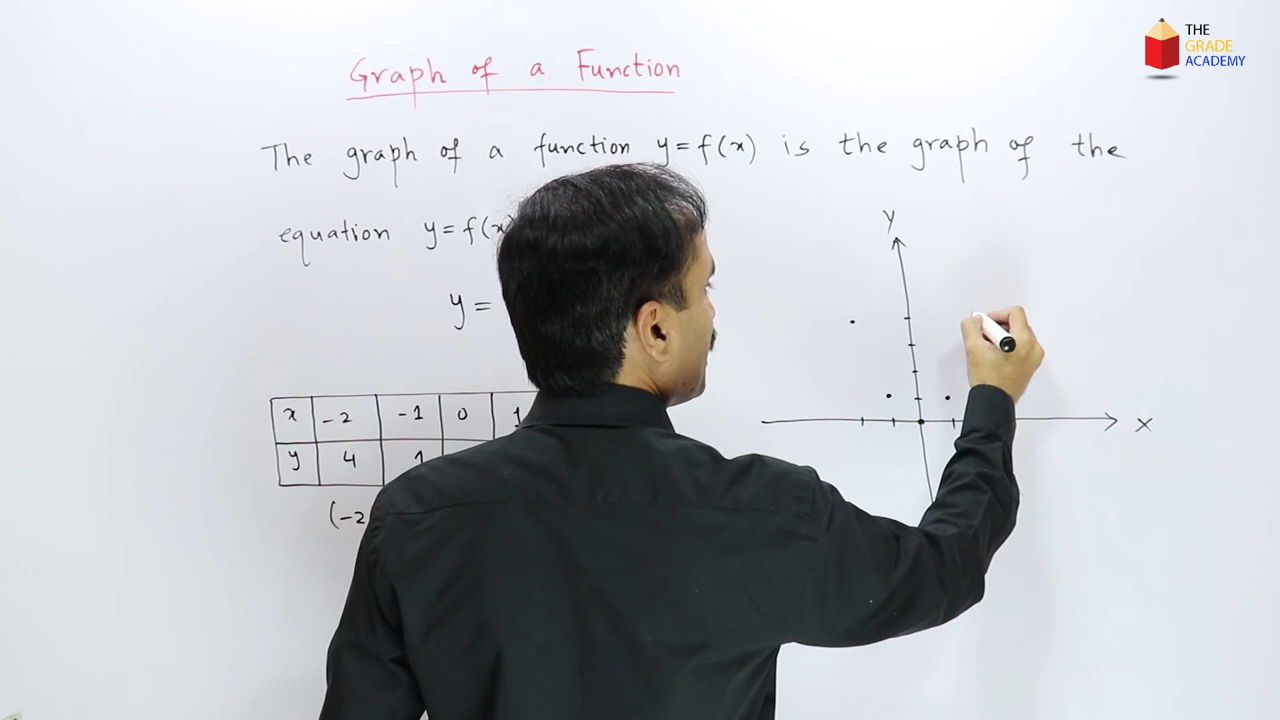 THE
GRADE
ACADEMY
Graph of a Function
The graph of a function y = f(x) is the graph of the
equation y = f(x
y =
y
x -2 -1 0 1
y 4 1
(-2
x